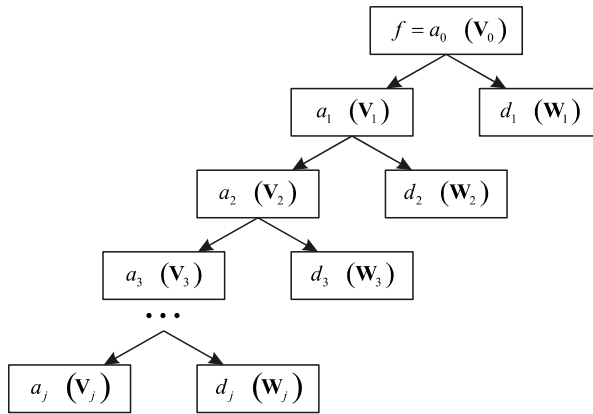 f = a₀ (V₀)
a₁ (V₁) d₁ (W₁)
a₂ (V₂) d₂ (W₂)
a₃ (V₃) d₃ (W₃)
•••
aⱼ (Vⱼ) dⱼ (Wⱼ)